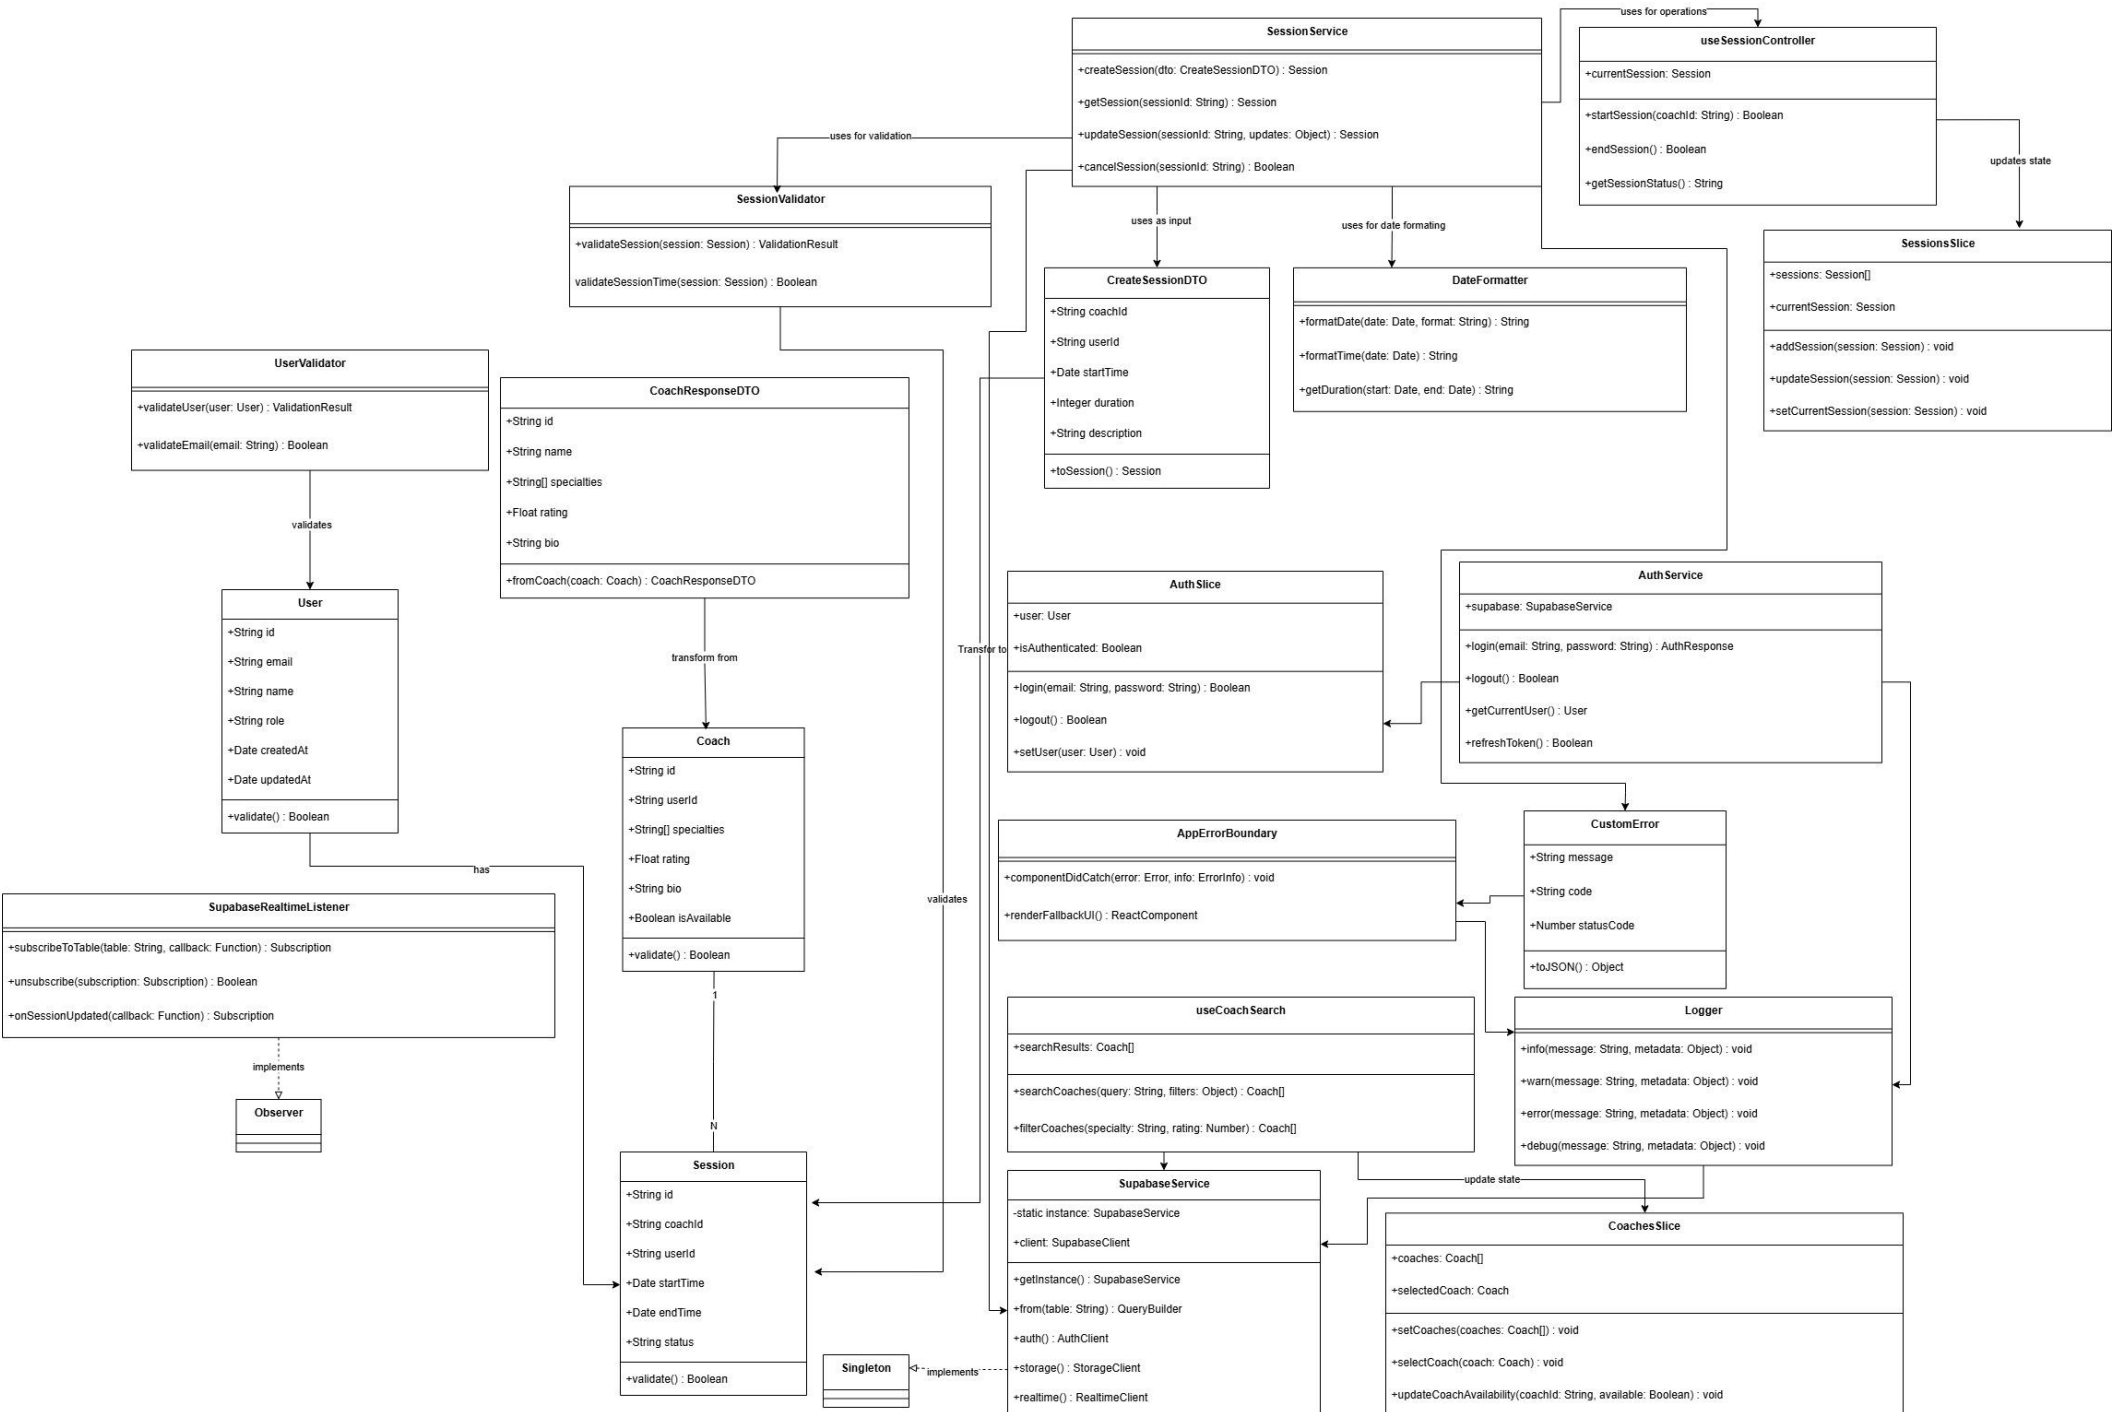 SessionService
+createSession(dto: CreateSessionDTO) : Session
+getSession(sessionId: String) : Session
+updateSession(sessionId: String, updates: Object) : Session
+cancelSession(sessionId: String) : Boolean
uses for operations
useSessionController
+currentSession: Session
+startSession(coachId: String) : Boolean
+endSession() : Boolean
+getSessionStatus() : String
updates state
uses for validation
SessionValidator
+validateSession(session: Session) : ValidationResult
validateSessionTime(session: Session) : Boolean
uses as input
uses for date formating
SessionsSlice
+sessions: Session[]
+currentSession: Session
+addSession(session: Session) : void
+updateSession(session: Session) : void
+setCurrentSession(session: Session) : void
CreateSessionDTO
+String coachId
+String userId
+Date startTime
+Integer duration
+String description
+toSession() : Session
DateFormatter
+formatDate(date: Date, format: String) : String
+formatTime(date: Date) : String
+getDuration(start: Date, end: Date) : String
UserValidator
+validateUser(user: User) : ValidationResult
+validateEmail(email: String) : Boolean
validates
CoachResponseDTO
+String id
+String name
+String[] specialties
+Float rating
+String bio
+fromCoach(coach: Coach) : CoachResponseDTO
transform from
User
+String id
+String email
+String name
+String role
+Date createdAt
+Date updatedAt
+validate() : Boolean
has
AuthSlice
+user: User
+isAuthenticated: Boolean
+login(email: String, password: String) : Boolean
+logout() : Boolean
+setUser(user: User) : void
Transfor to
AuthService
+supabase: SupabaseService
+login(email: String, password: String) : AuthResponse
+logout() : Boolean
+getCurrentUser() : User
+refreshToken() : Boolean
Coach
+String id
+String userId
+String[] specialties
+Float rating
+String bio
+Boolean isAvailable
+validate() : Boolean
1
N
validates
AppErrorBoundary
+componentDidCatch(error: Error, info: ErrorInfo) : void
+renderFallbackUI() : ReactComponent
CustomError
+String message
+String code
+Number statusCode
+toJSON() : Object
SupabaseRealtimeListener
+subscribeToTable(table: String, callback: Function) : Subscription
+unsubscribe(subscription: Subscription) : Boolean
+onSessionUpdated(callback: Function) : Subscription
implements
Observer
useCoachSearch
+searchResults: Coach[]
+searchCoaches(query: String, filters: Object) : Coach[]
+filterCoaches(specialty: String, rating: Number) : Coach[]
Logger
+info(message: String, metadata: Object) : void
+warn(message: String, metadata: Object) : void
+error(message: String, metadata: Object) : void
+debug(message: String, metadata: Object) : void
update state
Session
+String id
+String coachId
+String userId
+Date startTime
+Date endTime
+String status
+validate() : Boolean
SupabaseService
-static instance: SupabaseService
+client: SupabaseClient
+getInstance() : SupabaseService
+from(table: String) : QueryBuilder
+auth() : AuthClient
+storage() : StorageClient
+realtime() : RealtimeClient
Singleton
implements
CoachesSlice
+coaches: Coach[]
+selectedCoach: Coach
+setCoaches(coaches: Coach[]) : void
+selectCoach(coach: Coach) : void
+updateCoachAvailability(coachId: String, available: Boolean) : void